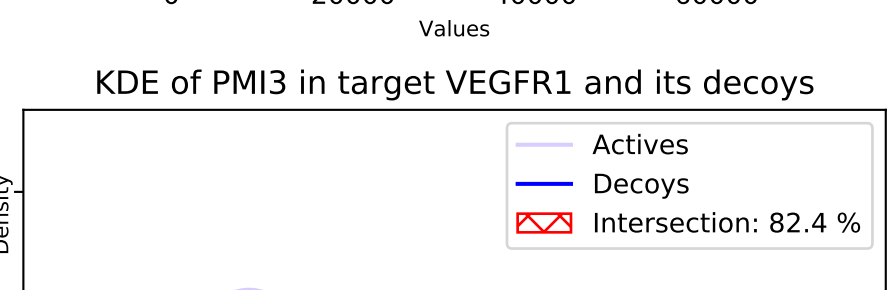 Values
KDE of PMI3 in target VEGFR1 and its decoys
Actives
Decoys
Intersection: 82.4 %
Density